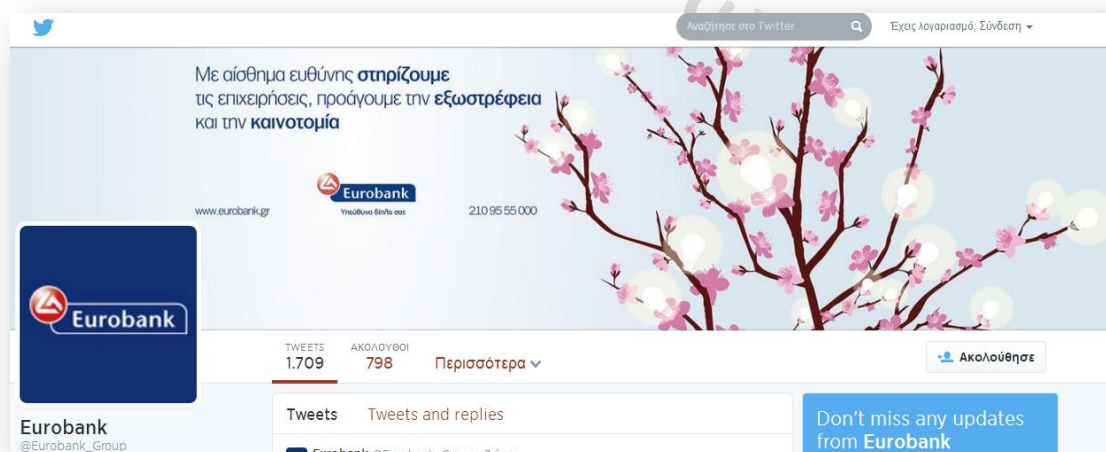 Αναζήτησε στο Twitter
Έχεις λογαριασμό; Σύνδεση
Με αίσθημα ευθύνης στηρίζουμε
τις επιχειρήσεις, προάγουμε την εξωστρέφεια
και την καινοτομία
Eurobank
www.eurobank.gr
Υπεύθυνα δίπλα σας
210 95 55 000
Eurobank
TWEETS
ΑΚΟΛΟΥΘΟΙ
1.709
798
Περισσότερα
Ακολούθησε
Tweets
Tweets and replies
Don't miss any updates
from Eurobank
Eurobank
@Eurobank_Group
Eurobank